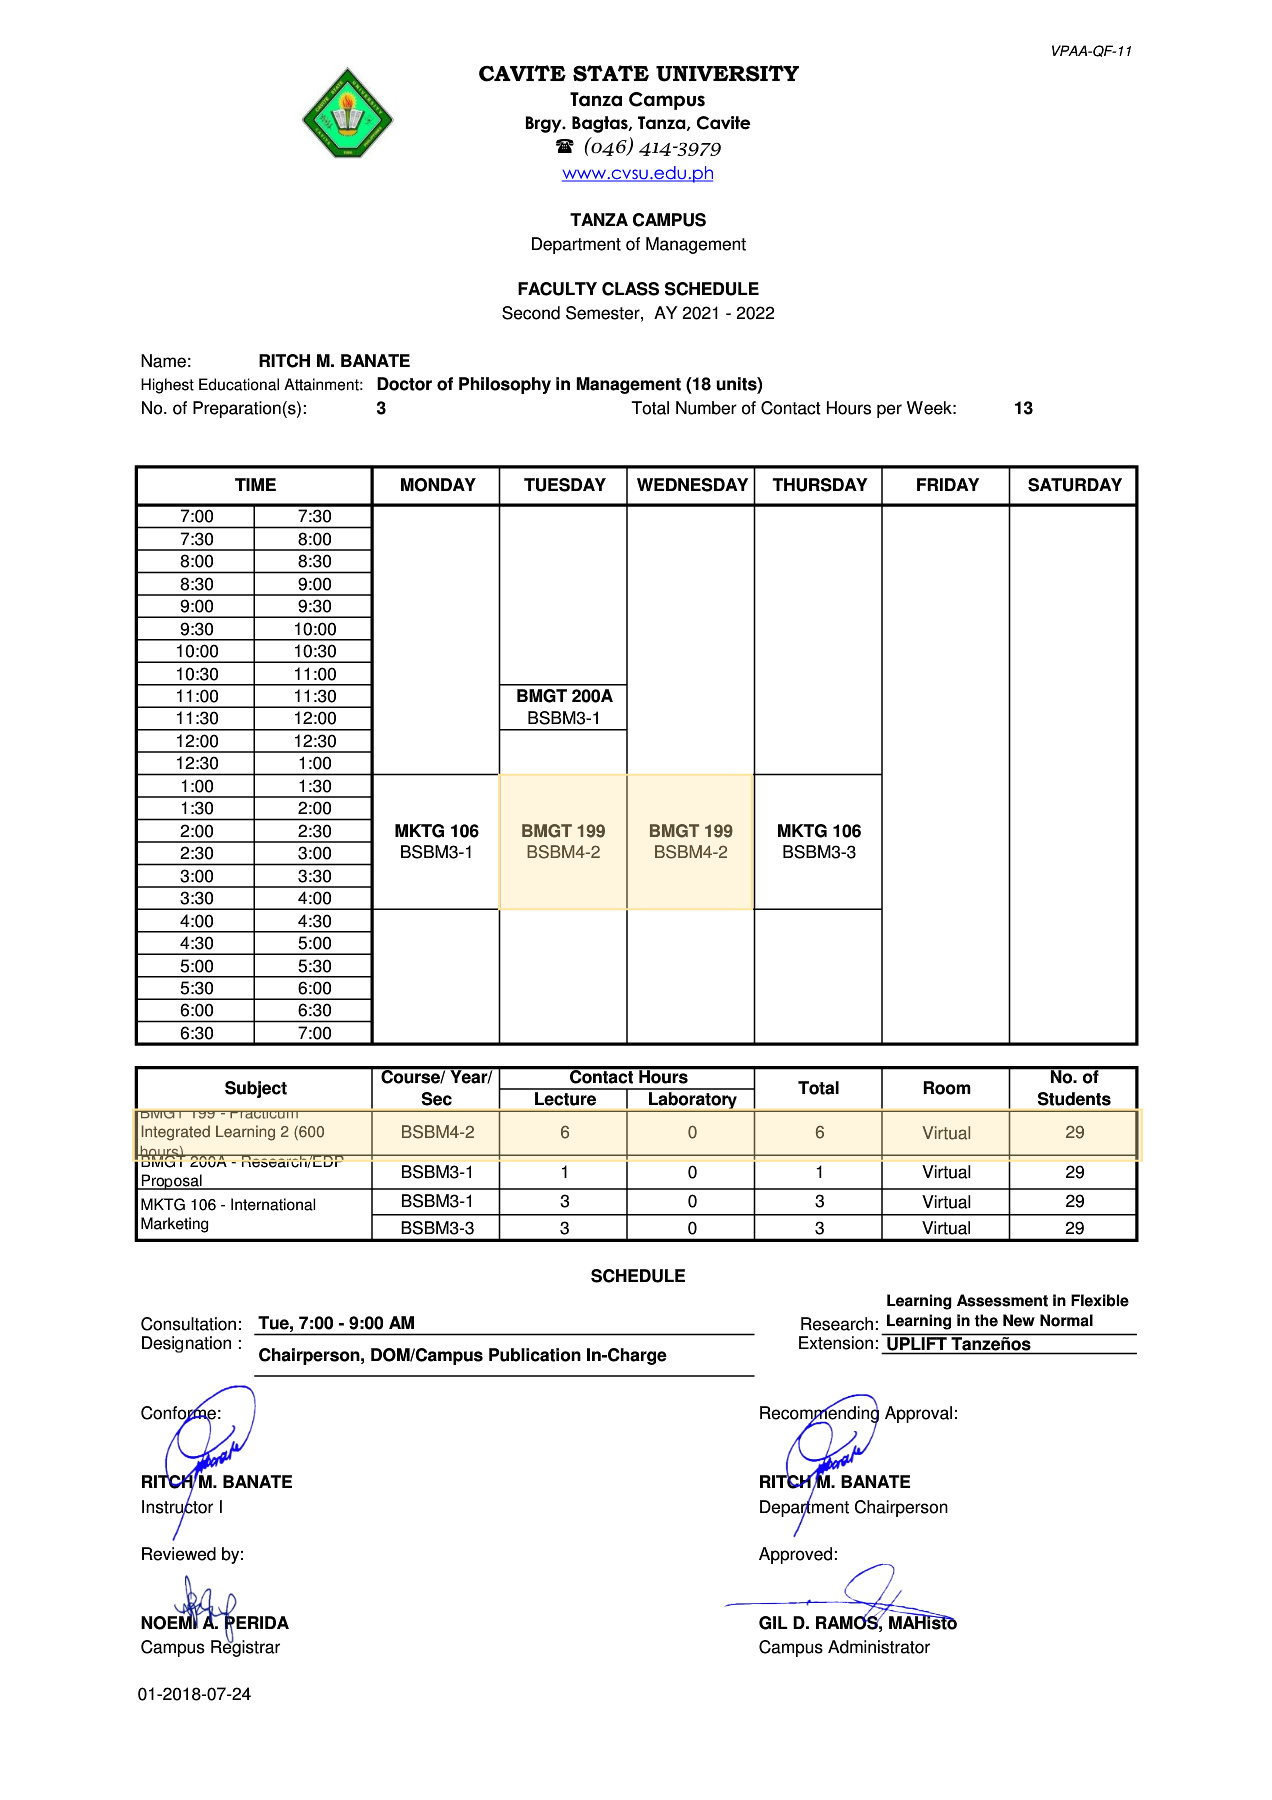 VPAA-QF-11
CAVITE STATE UNIVERSITY
Tanza Campus
Brgy. Bagtas, Tanza, Cavite
☎ (046) 414-3979
www.cvsu.edu.ph
TANZA CAMPUS
Department of Management
FACULTY CLASS SCHEDULE
Second Semester, AY 2021 - 2022
Name: RITCH M. BANATE
Highest Educational Attainment: Doctor of Philosophy in Management (18 units)
No. of Preparation(s): 3 Total Number of Contact Hours per Week: 13
TIME MONDAY TUESDAY WEDNESDAY THURSDAY FRIDAY SATURDAY
7:00 7:30
7:30 8:00
8:00 8:30
8:30 9:00
9:00 9:30
9:30 10:00
10:00 10:30
10:30 11:00
11:00 11:30 BMGT 200A
11:30 12:00 BSBM3-1
12:00 12:30
12:30 1:00
1:00 1:30
1:30 2:00
2:00 2:30 MKTG 106 BMGT 199 BMGT 199 MKTG 106
2:30 3:00 BSBM3-1 BSBM4-2 BSBM4-2 BSBM3-3
3:00 3:30
3:30 4:00
4:00 4:30
4:30 5:00
5:00 5:30
5:30 6:00
6:00 6:30
6:30 7:00
Subject Course/ Year/ Sec Contact Hours Total Room No. of Students
Lecture Laboratory
BMGT 199 - Practicum
Integrated Learning 2 (600 BSBM4-2 6 0 6 Virtual 29
hours)
BMGT 200A - Research/EDP
Proposal BSBM3-1 1 0 1 Virtual 29
MKTG 106 - International BSBM3-1 3 0 3 Virtual 29
Marketing BSBM3-3 3 0 3 Virtual 29
SCHEDULE
Consultation: Tue, 7:00 - 9:00 AM
Designation : Chairperson, DOM/Campus Publication In-Charge
Research: Learning Assessment in Flexible
Learning in the New Normal
Extension: UPLIFT Tanzeños
Conforme: Recommending Approval:
RITCH M. BANATE RITCH M. BANATE
Instructor I Department Chairperson
Reviewed by: Approved:
NOEMI A. PERIDA GIL D. RAMOS, MAHisto
Campus Registrar Campus Administrator
01-2018-07-24